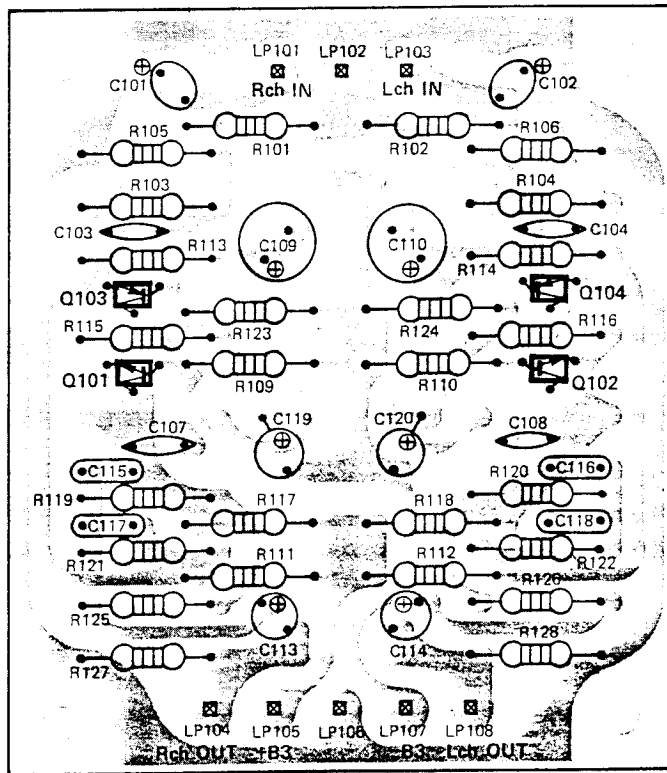 LP101 LP102 LP103
C101 Rch IN Lch IN C102
R105 R101 R102 R106
R103 R104
C103 R113 C109 C110 C104
R114
Q103 Q104
R115 R123 R124 R116
Q101 R109 R110 Q102
C107 C119 C120 C108
C115 C116
R119 R117 R118 R120
C117 C118
R121 R111 R112 R122
R125 R126
C113 C114 R128
R127
LP104 LP105 LP106 LP107 LP108
Rch OUT +B3 -B3 Lch OUT